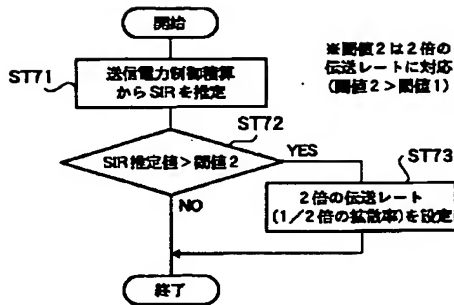 開始
ST71
送信電力制御積算
からSIRを推定
※閾値2は2倍の
伝送レートに対応
(閾値2>閾値1)
ST72
SIR推定値>閾値2
YES
ST73
NO
2倍の伝送レート
(1/2倍の拡散率)を設定
終了